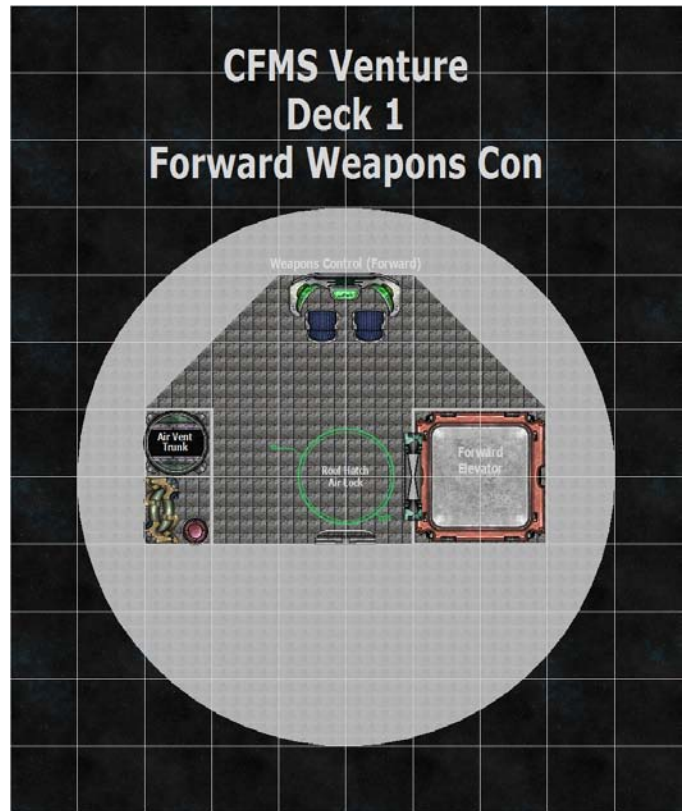 CFMS Venture
Deck 1
Forward Weapons Con
Weapons Control (Forward)
Air Vent
Trunk
Roof Hatch
Air Lock
Forward
Elevator